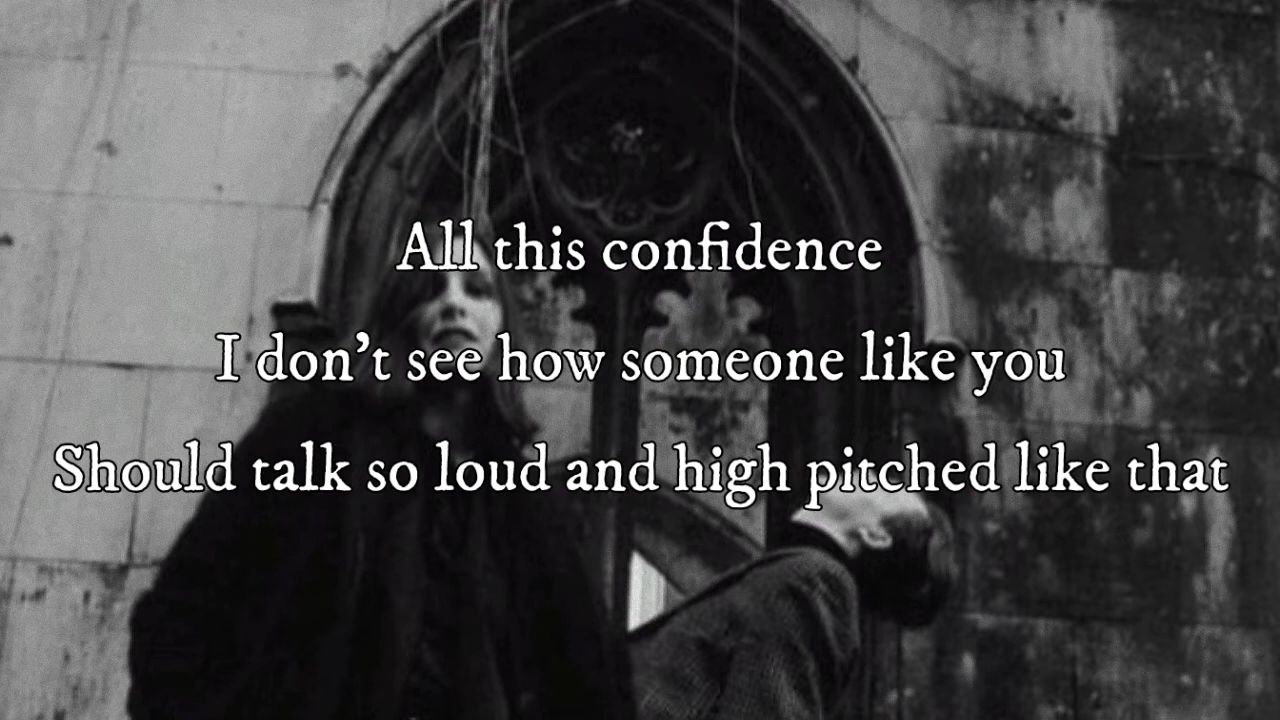 All this confidence
I don't see how someone like you
Should talk so loud and high pitched like that